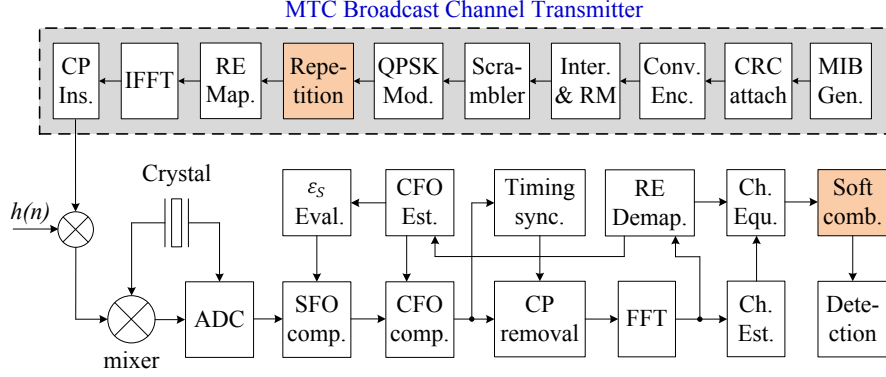 MTC Broadcast Channel Transmitter
CP
Ins.
IFFT
RE
Map.
Repe-
tition
QPSK
Mod.
Scra-
mbler
Inter.
& RM
Conv.
Enc.
CRC
attach
MIB
Gen.
h(n)
Crystal
εS
Eval.
CFO
Est.
Timing
sync.
RE
Demap.
Ch.
Equ.
Soft
comb.
mixer
ADC
SFO
comp.
CFO
comp.
CP
removal
FFT
Ch.
Est.
Dete-
ction